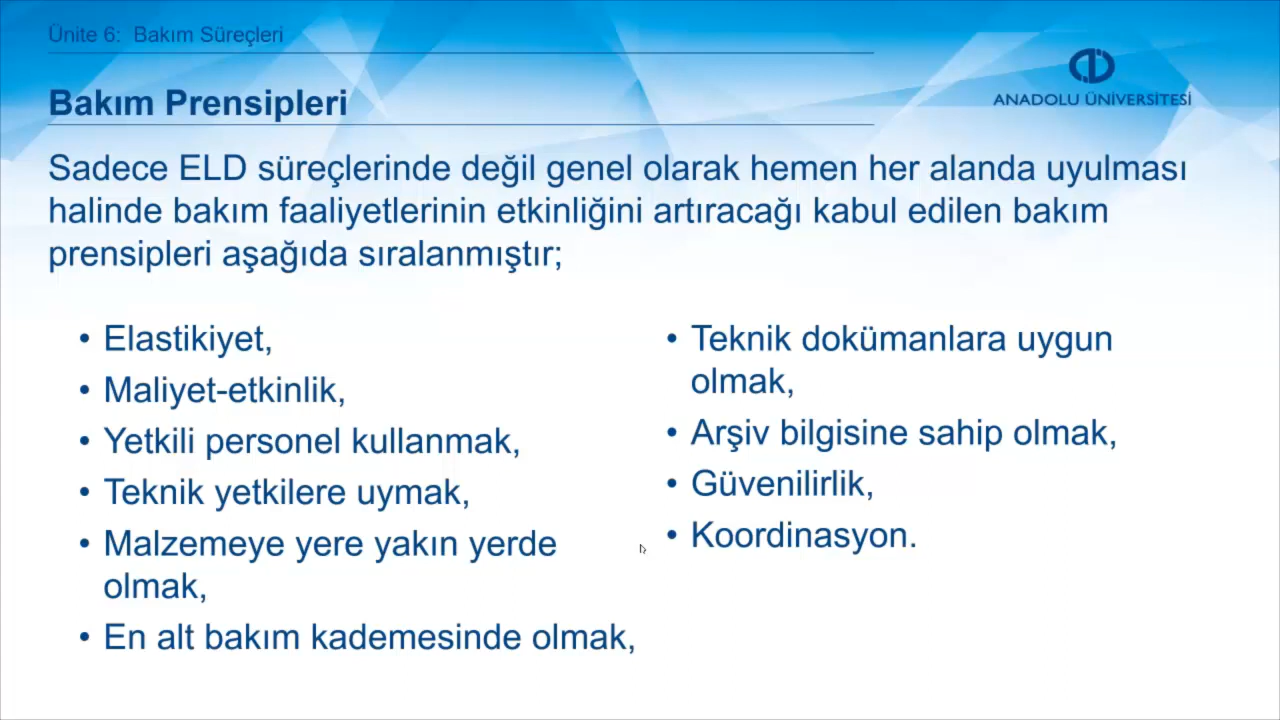 Ünite 6: Bakım Süreçleri
ANADOLU ÜNİVERSİTESİ
Bakım Prensipleri
Sadece ELD süreçlerinde değil genel olarak hemen her alanda uyulması
halinde bakım faaliyetlerinin etkinliğini artıracağı kabul edilen bakım
prensipleri aşağıda sıralanmıştır;
• Elastikiyet,
• Maliyet-etkinlik,
• Yetkili personel kullanmak,
• Teknik yetkilere uymak,
• Malzemeye yere yakın yerde
olmak,
• En alt bakım kademesinde olmak,
• Teknik dokümanlara uygun
olmak,
• Arşiv bilgisine sahip olmak,
• Güvenilirlik,
• Koordinasyon.